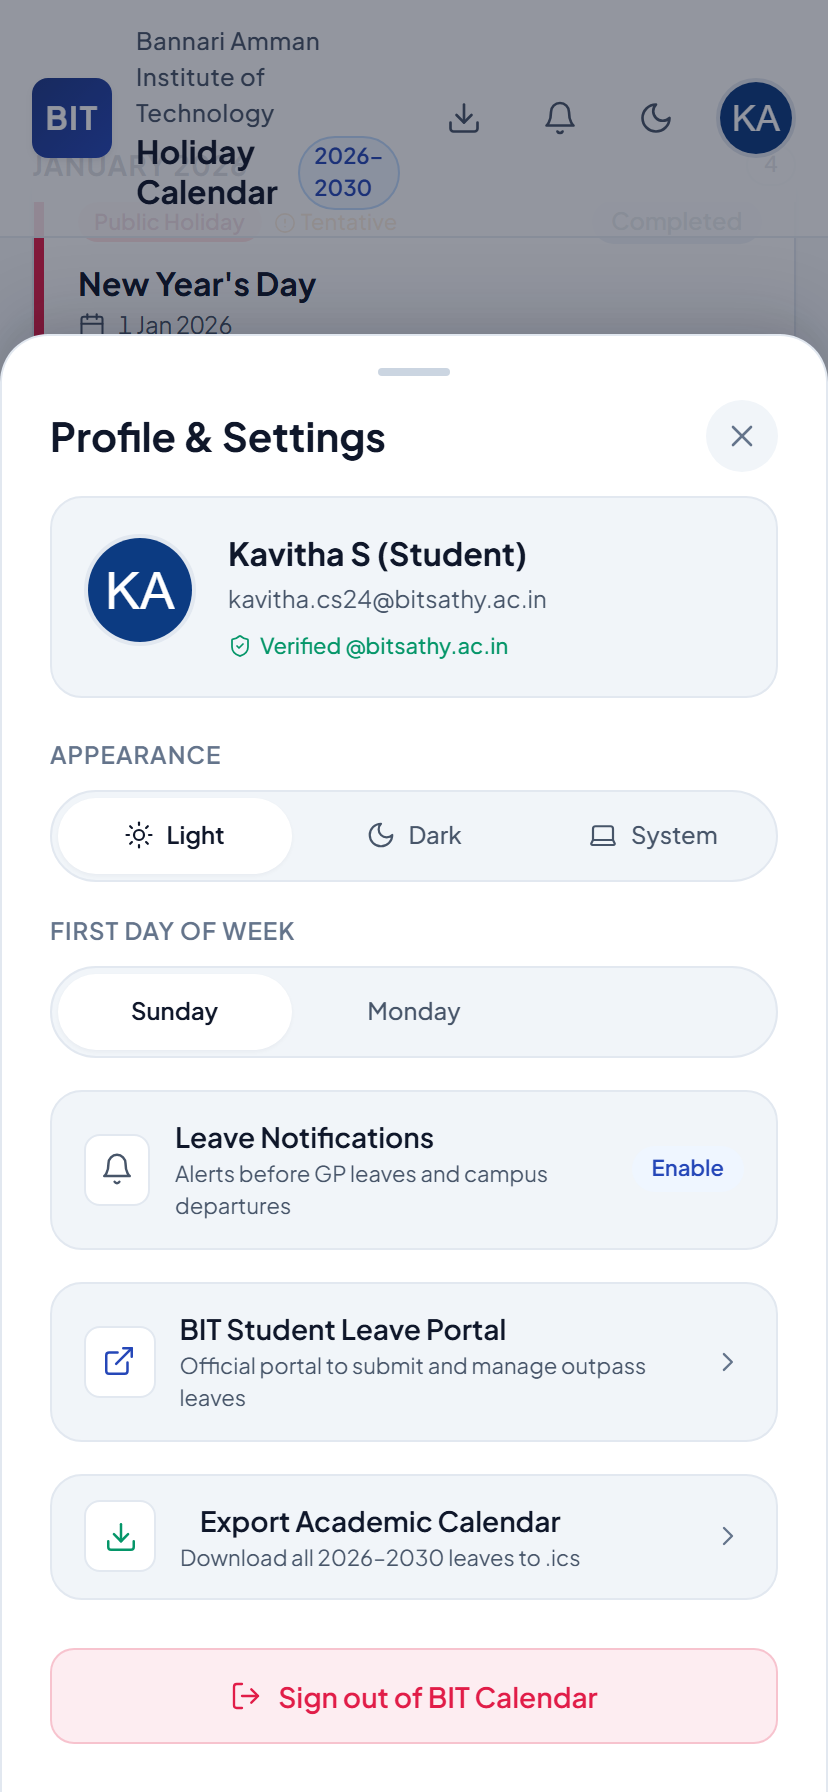 Bannari Amman
Institute of
Technology
BIT
Holiday
Calendar
2026–
2030
KA
JANUARY 2026
4
Public Holiday
Tentative
Completed
New Year's Day
1 Jan 2026
Profile & Settings
KA
Kavitha S (Student)
kavitha.cs24@bitsathy.ac.in
Verified @bitsathy.ac.in
APPEARANCE
Light
Dark
System
FIRST DAY OF WEEK
Sunday
Monday
Leave Notifications
Alerts before GP leaves and campus
departures
Enable
BIT Student Leave Portal
Official portal to submit and manage outpass
leaves
Export Academic Calendar
Download all 2026–2030 leaves to .ics
Sign out of BIT Calendar